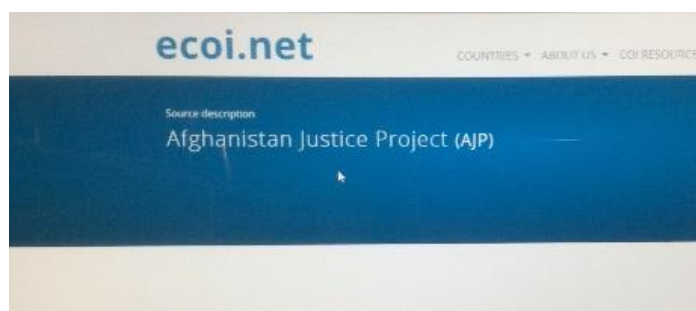 ecoi.net
COUNTRIES ABOUT US COI RESOURCE
Source description
Afghanistan Justice Project (AJP)